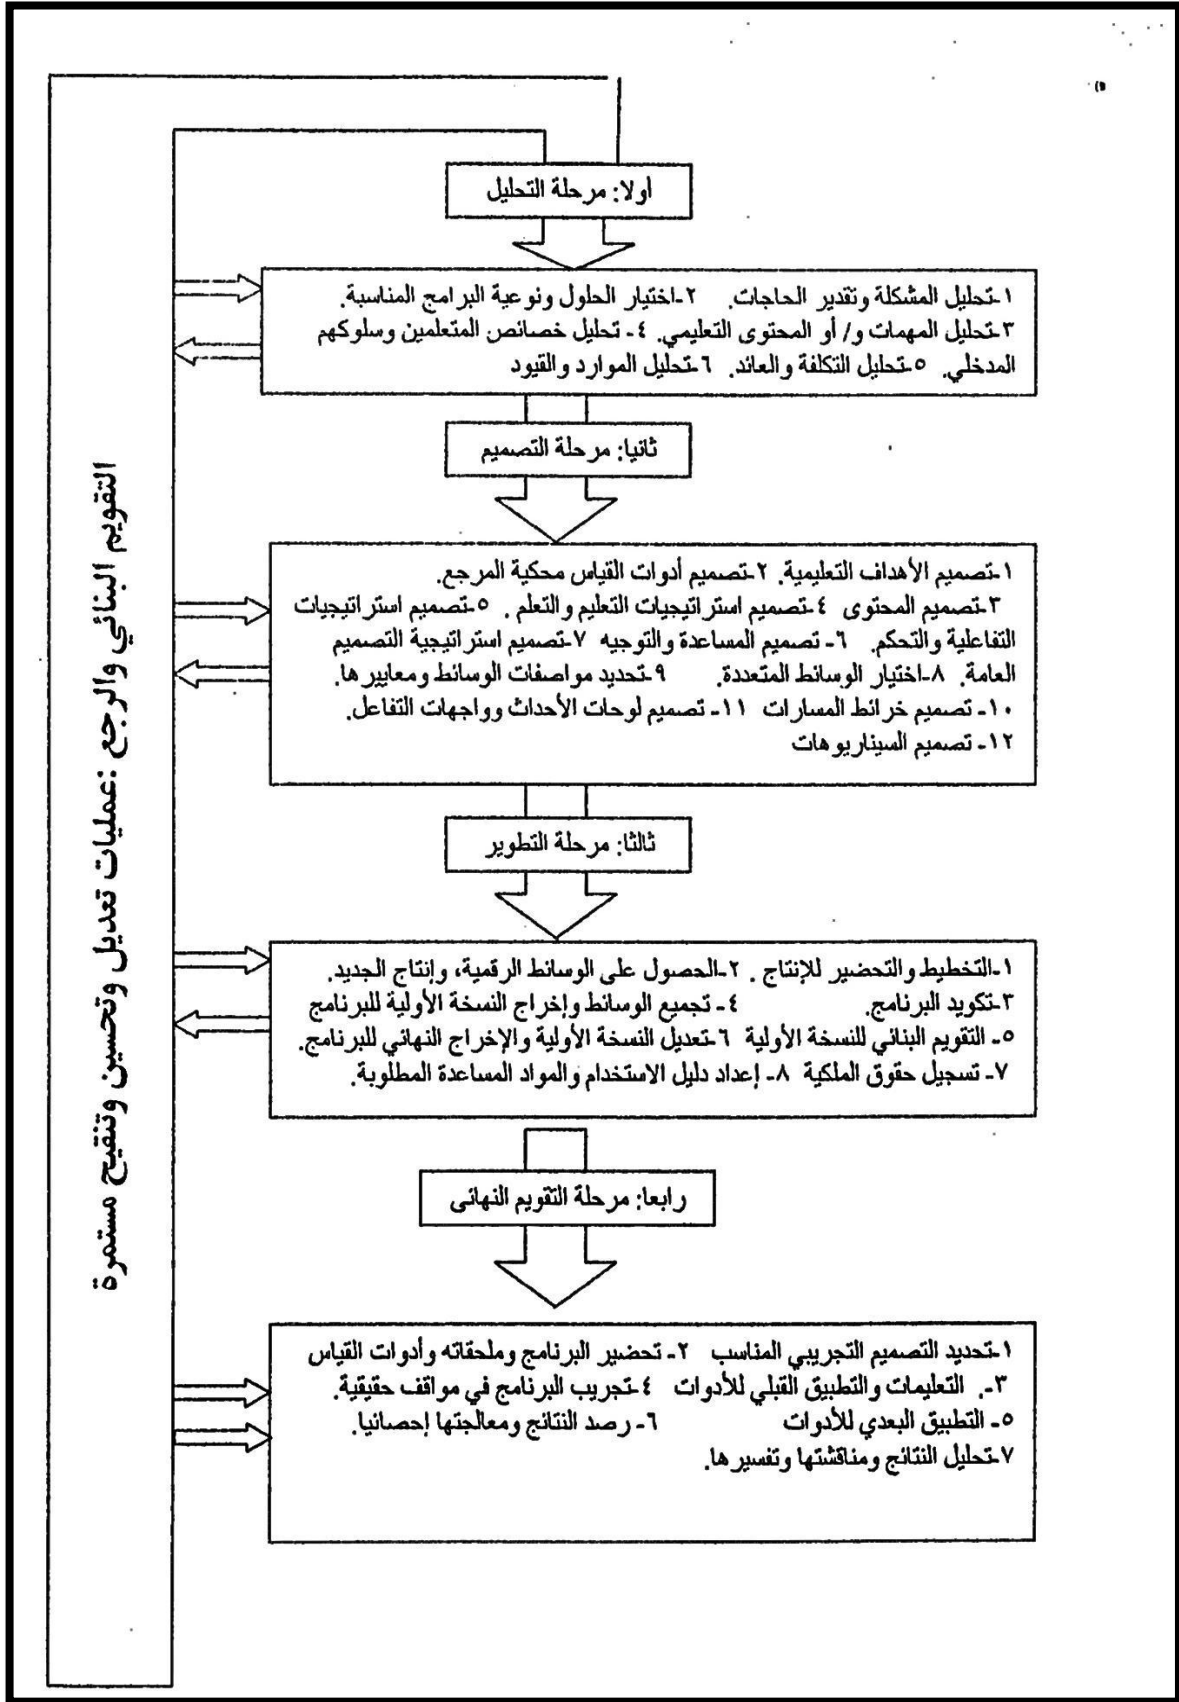 أولا: مرحلة التحليل
١-تحليل المشكلة وتقدير الحاجات. ٢-اختيار الحلول ونوعية البرامج المناسبة.
٣-تحليل المهمات و/ أو المحتوى التعليمي. ٤- تحليل خصائص المتعلمين وسلوكهم
المدخلي. ٥-تحليل التكلفة والعائد. ٦-تحليل الموارد والقيود
ثانيا: مرحلة التصميم
١-تصميم الأهداف التعليمية. ٢-تصميم أدوات القياس محكية المرجع.
٣-تصميم المحتوى ٤-تصميم استراتيجيات التعليم والتعلم . ٥-تصميم استراتيجيات
التفاعلية والتحكم. ٦- تصميم المساعدة والتوجيه ٧-تصميم استراتيجية التصميم
العامة. ٨-اختيار الوسائط المتعددة. ٩-تحديد مواصفات الوسائط ومعاييرها.
١٠- تصميم خرائط المسارات ١١- تصميم لوحات الأحداث وواجهات التفاعل.
١٢- تصميم السيناريوهات
ثالثا: مرحلة التطوير
١-التخطيط والتحضير للإنتاج . ٢-الحصول على الوسائط الرقمية، وإنتاج الجديد.
٣-تكويد البرنامج. ٤- تجميع الوسائط وإخراج النسخة الأولية للبرنامج
٥- التقويم البنائي للنسخة الأولية ٦-تعديل النسخة الأولية والإخراج النهائي للبرنامج.
٧- تسجيل حقوق الملكية ٨- إعداد دليل الاستخدام والمواد المساعدة المطلوبة.
رابعا: مرحلة التقويم النهائى
١-تحديد التصميم التجريبي المناسب ٢- تحضير البرنامج وملحقاته وأدوات القياس
٣-. التعليمات والتطبيق القبلي للأدوات ٤-تجريب البرنامج في مواقف حقيقية.
٥- التطبيق البعدي للأدوات ٦- رصد النتائج ومعالجتها إحصائيا.
٧-تحليل النتائج ومناقشتها وتفسيرها.
التقويم البنائي والرجع :عمليات تعديل وتحسين وتنقيح مستمرة